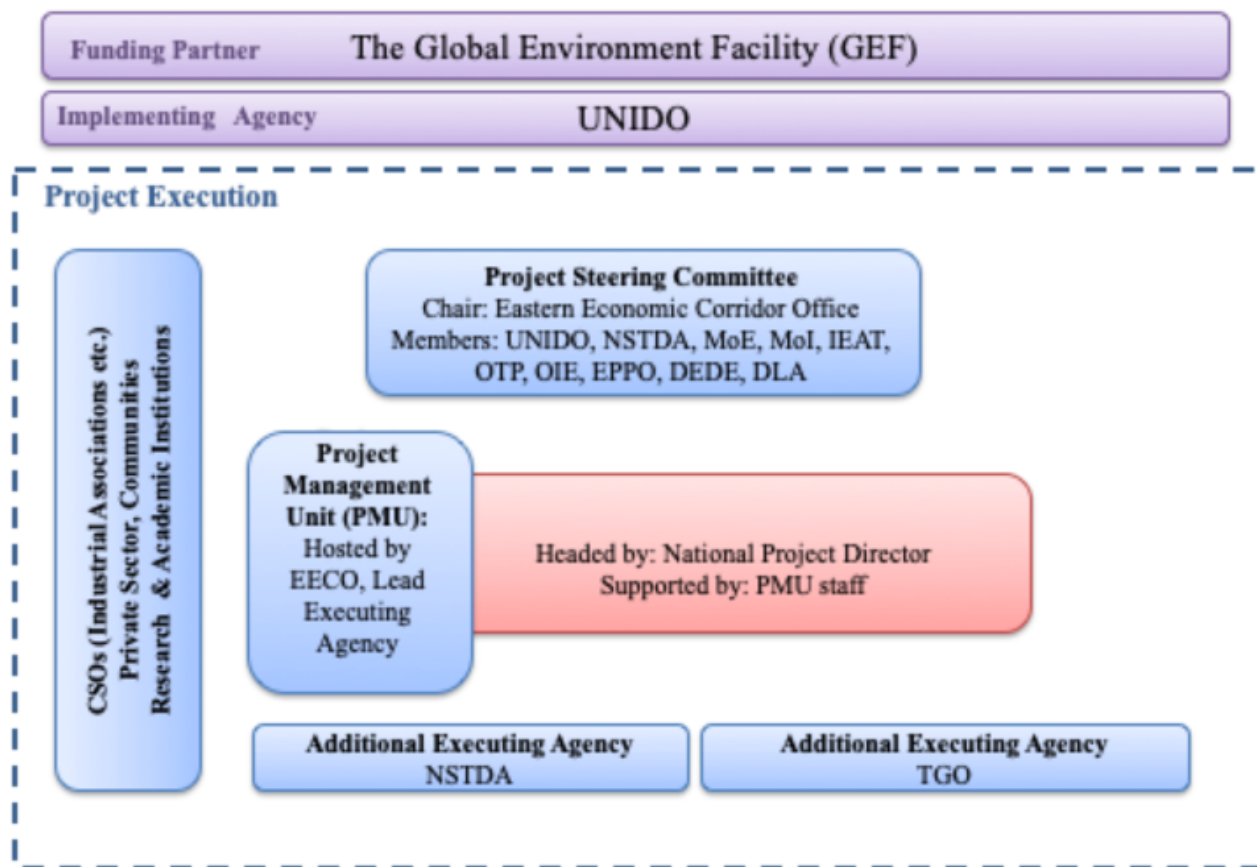 Funding Partner The Global Environment Facility (GEF)
Implementing Agency UNIDO
Project Execution
CSOs (Industrial Associations etc.)
Private Sector, Communities
Research & Academic Institutions
Project Steering Committee
Chair: Eastern Economic Corridor Office
Members: UNIDO, NSTDA, MoE, MoI, IEAT,
OTP, OIE, EPPO, DEDE, DLA
Project
Management
Unit (PMU):
Hosted by
EECO, Lead
Executing
Agency
Headed by: National Project Director
Supported by: PMU staff
Additional Executing Agency
NSTDA
Additional Executing Agency
TGO